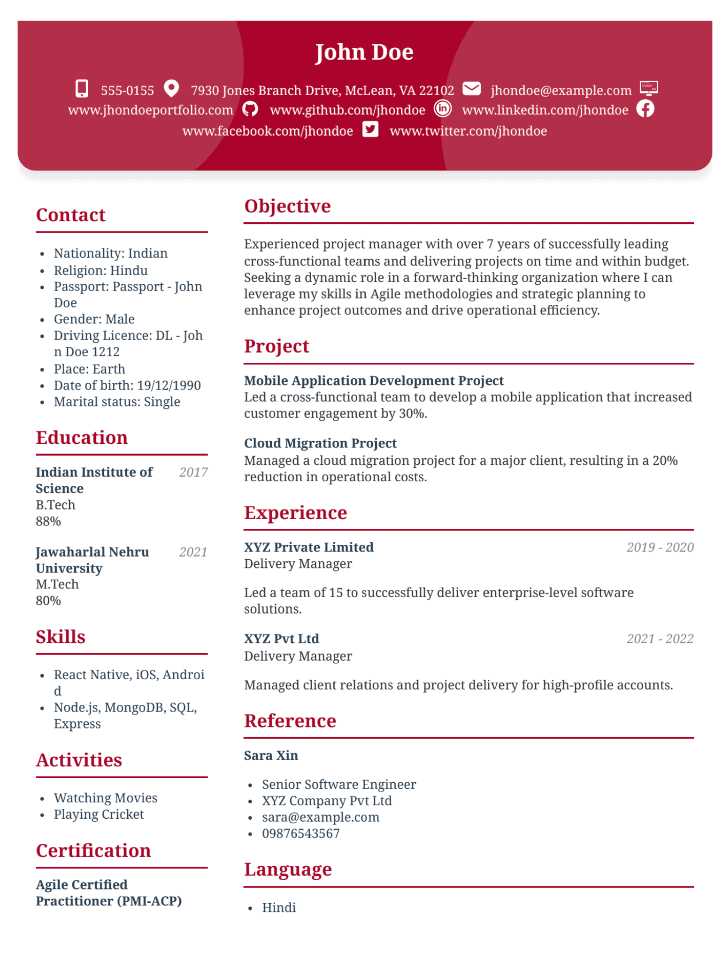 John Doe
555-0155 7930 Jones Branch Drive, McLean, VA 22102 jhondoe@example.com
www.jhondoeportfolio.com www.github.com/jhondoe www.linkedin.com/jhondoe
www.facebook.com/jhondoe www.twitter.com/jhondoe
Contact
• Nationality: Indian
• Religion: Hindu
• Passport: Passport - John
Doe
• Gender: Male
• Driving Licence: DL - Joh
n Doe 1212
• Place: Earth
• Date of birth: 19/12/1990
• Marital status: Single
Education
Indian Institute of 2017
Science
B.Tech
88%
Jawaharlal Nehru 2021
University
M.Tech
80%
Skills
• React Native, iOS, Androi
d
• Node.js, MongoDB, SQL,
Express
Activities
• Watching Movies
• Playing Cricket
Certification
Agile Certified
Practitioner (PMI-ACP)
Objective
Experienced project manager with over 7 years of successfully leading
cross-functional teams and delivering projects on time and within budget.
Seeking a dynamic role in a forward-thinking organization where I can
leverage my skills in Agile methodologies and strategic planning to
enhance project outcomes and drive operational efficiency.
Project
Mobile Application Development Project
Led a cross-functional team to develop a mobile application that increased
customer engagement by 30%.
Cloud Migration Project
Managed a cloud migration project for a major client, resulting in a 20%
reduction in operational costs.
Experience
XYZ Private Limited 2019 - 2020
Delivery Manager
Led a team of 15 to successfully deliver enterprise-level software
solutions.
XYZ Pvt Ltd 2021 - 2022
Delivery Manager
Managed client relations and project delivery for high-profile accounts.
Reference
Sara Xin
• Senior Software Engineer
• XYZ Company Pvt Ltd
• sara@example.com
• 09876543567
Language
• Hindi